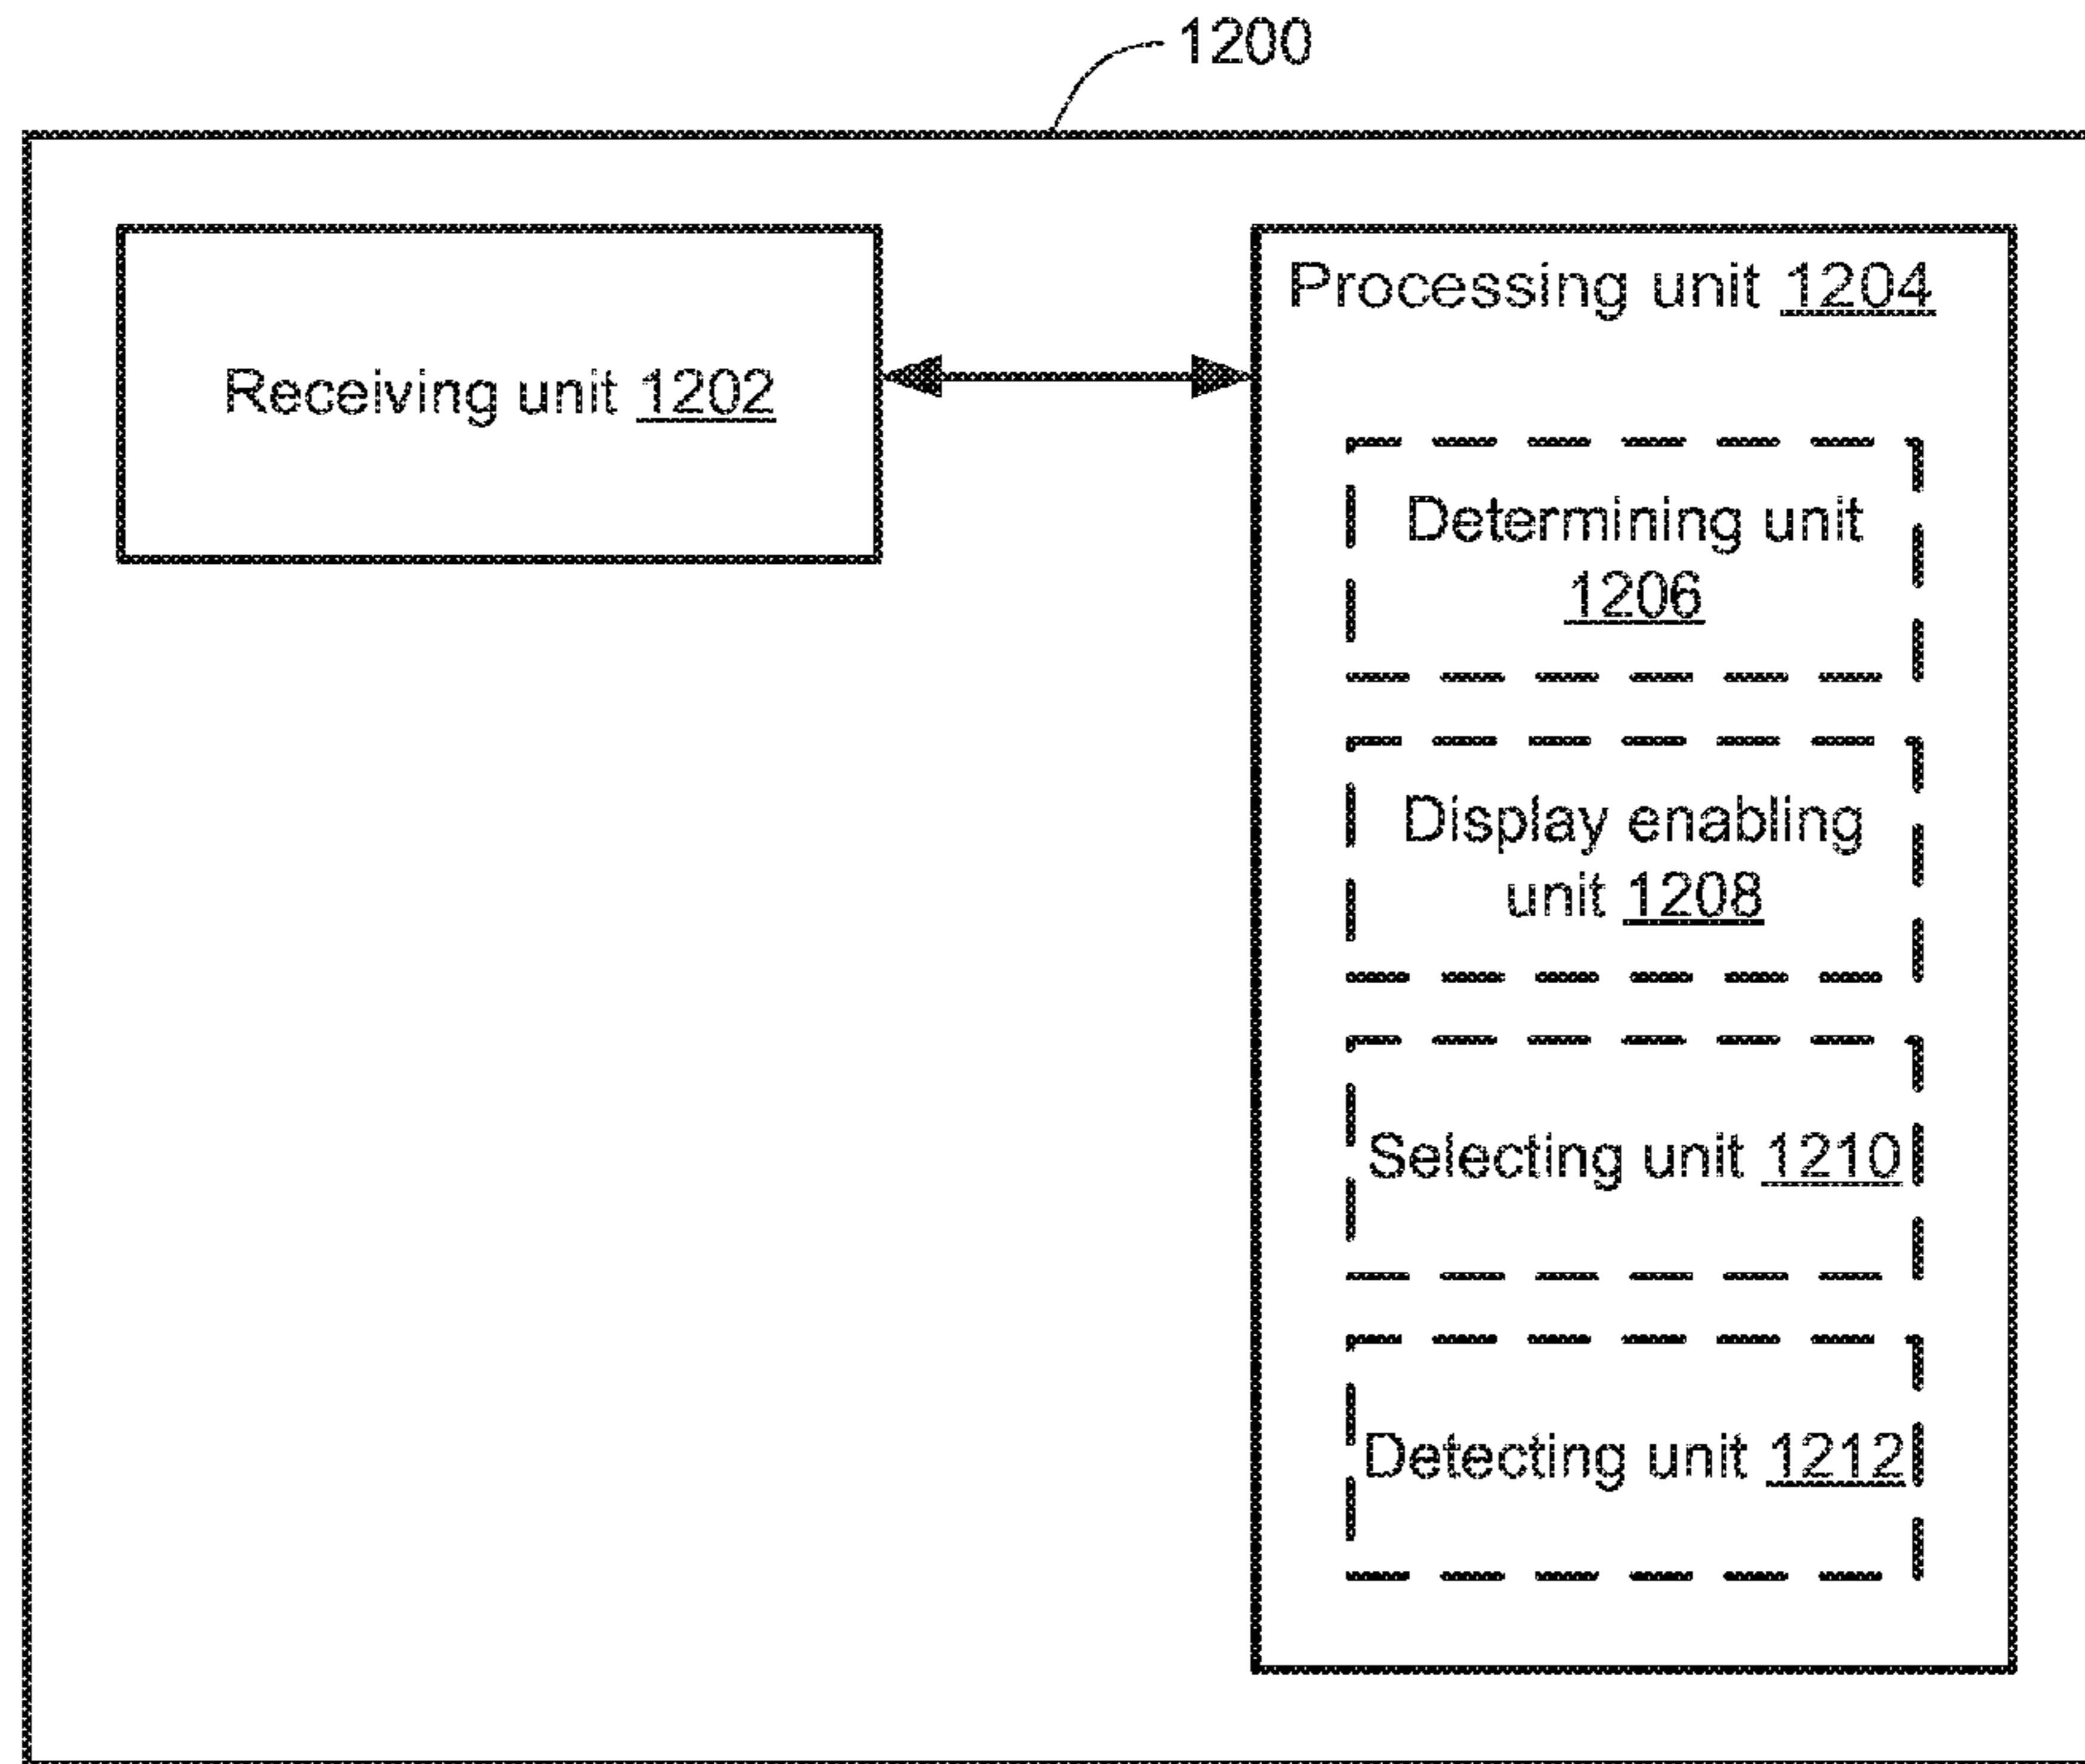 1200
Receiving unit 1202
Processing unit 1204
Determining unit
1206
Display enabling
unit 1208
Selecting unit 1210
Detecting unit 1212